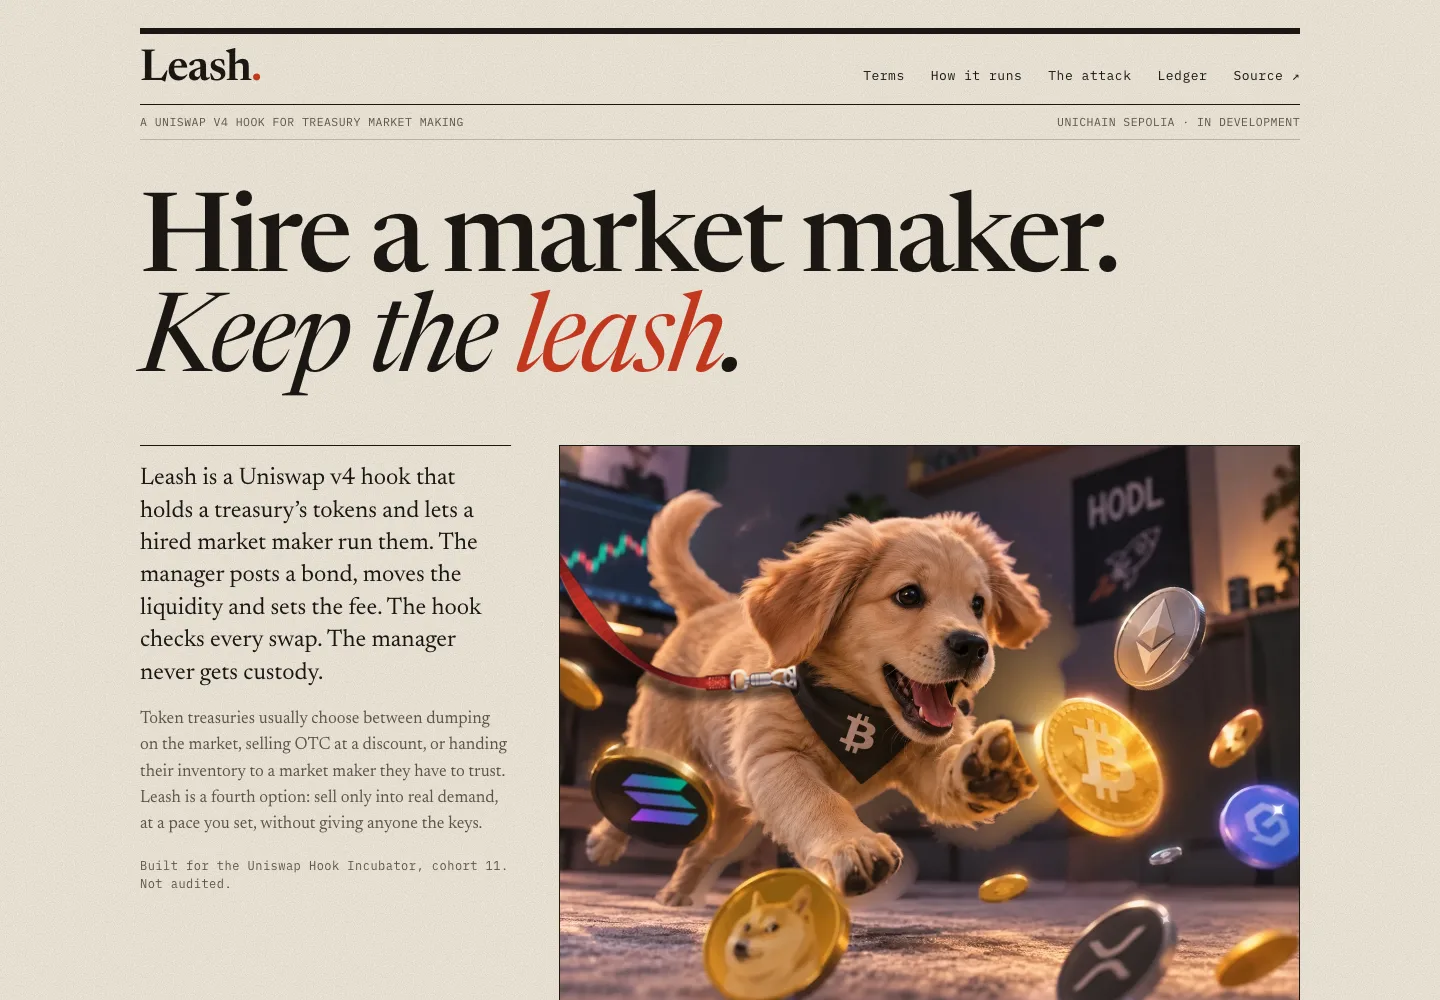 Leash.
Terms How it runs The attack Ledger Source ↗
A UNISWAP V4 HOOK FOR TREASURY MARKET MAKING
UNICHAIN SEPOLIA · IN DEVELOPMENT
Hire a market maker.
Keep the leash.
Leash is a Uniswap v4 hook that
holds a treasury’s tokens and lets a
hired market maker run them. The
manager posts a bond, moves the
liquidity and sets the fee. The hook
checks every swap. The manager
never gets custody.
Token treasuries usually choose between dumping
on the market, selling OTC at a discount, or handing
their inventory to a market maker they have to trust.
Leash is a fourth option: sell only into real demand,
at a pace you set, without giving anyone the keys.
Built for the Uniswap Hook Incubator, cohort 11.
Not audited.
HODL